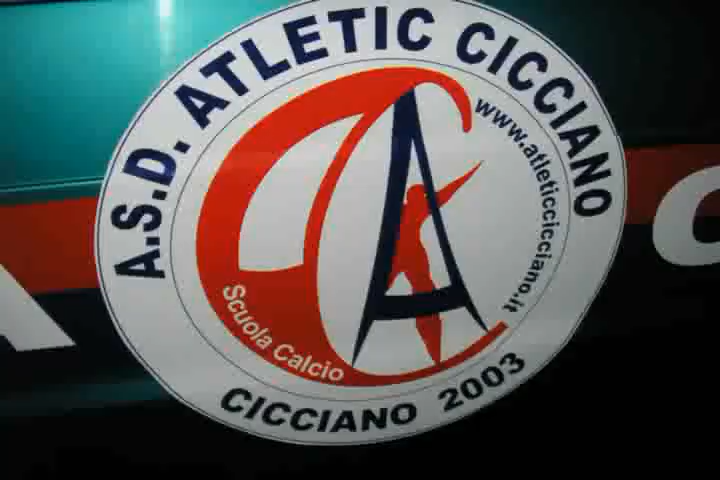 A.S.D. ATLETIC CICCIANO
www.atleticcicciano.it
Scuola Calcio
CICCIANO 2003